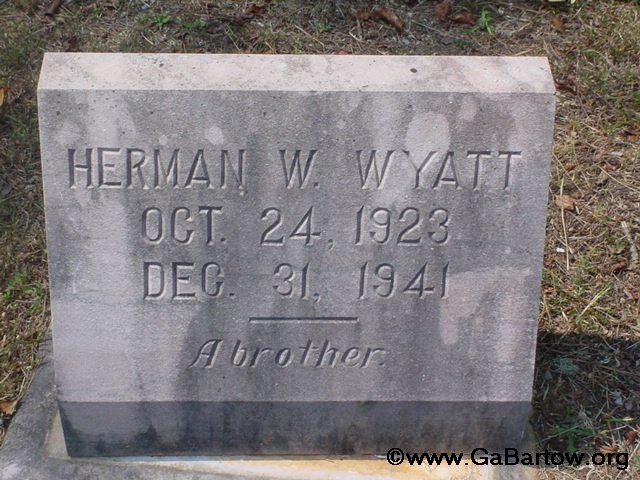 HERMAN W. WYATT
OCT. 24, 1923
DEC. 31, 1941
A brother.
©www.GaBartow.org